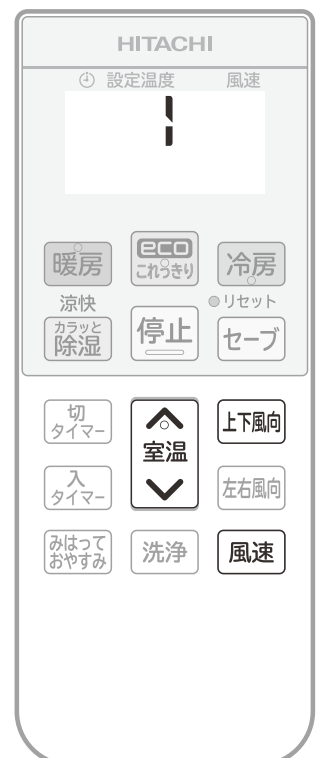 HITACHI
設定温度 風速
1
暖房 eco これっきり 冷房
涼快 リセット
カラッと 除湿 停止 セーブ
切タイマー 室温 上下風向
入タイマー 左右風向
みはっておやすみ 洗浄 風速